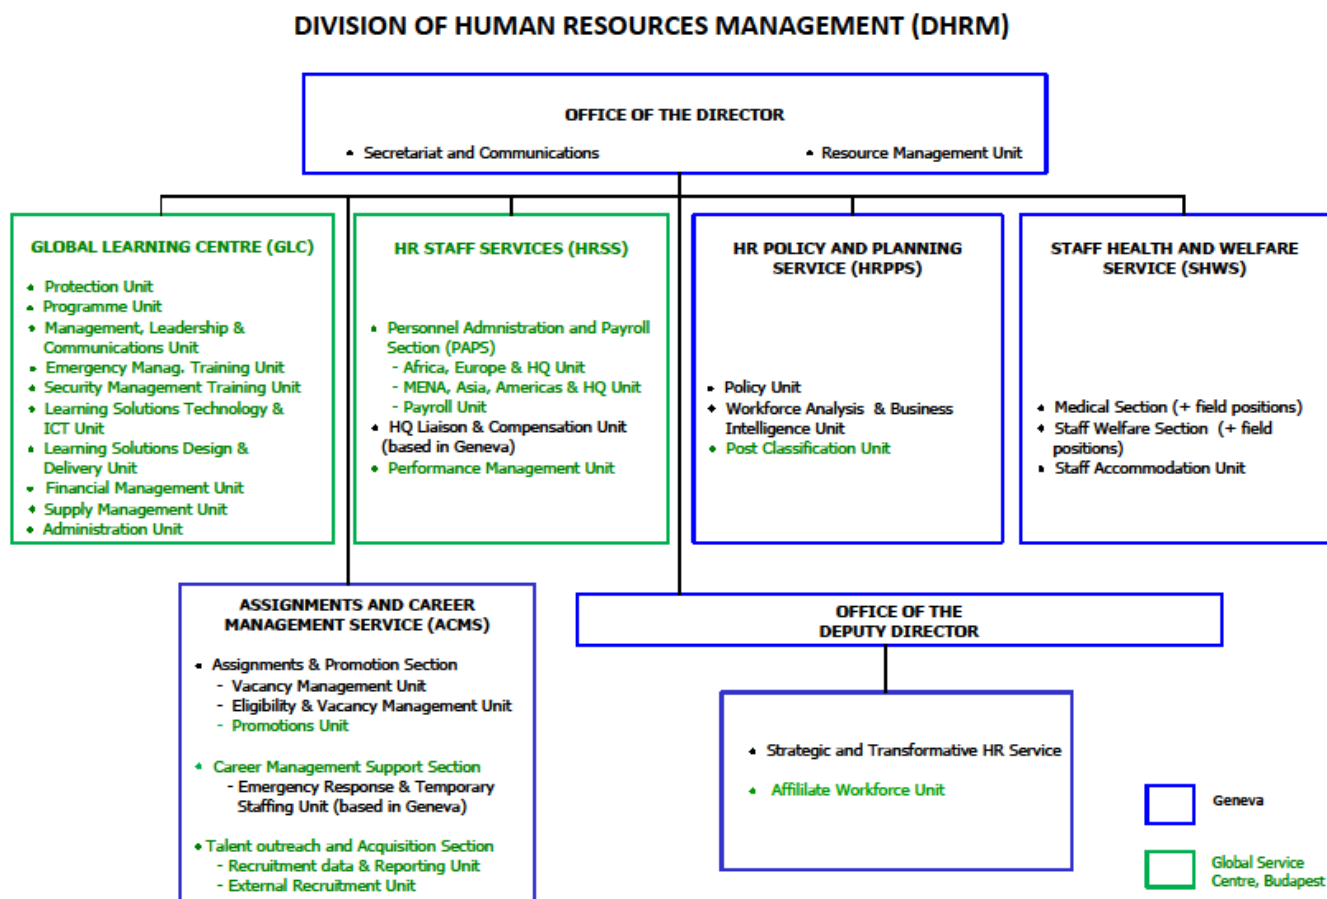 DIVISION OF HUMAN RESOURCES MANAGEMENT (DHRM)
OFFICE OF THE DIRECTOR
• Secretariat and Communications
• Resource Management Unit
GLOBAL LEARNING CENTRE (GLC)
• Protection Unit
• Programme Unit
• Management, Leadership &
Communications Unit
• Emergency Manag. Training Unit
• Security Management Training Unit
• Learning Solutions Technology &
ICT Unit
• Learning Solutions Design &
Delivery Unit
• Financial Management Unit
• Supply Management Unit
• Administration Unit
HR STAFF SERVICES (HRSS)
• Personnel Admnistration and Payroll
Section (PAPS)
- Africa, Europe & HQ Unit
- MENA, Asia, Americas & HQ Unit
- Payroll Unit
• HQ Liaison & Compensation Unit
(based in Geneva)
• Performance Management Unit
HR POLICY AND PLANNING
SERVICE (HRPPS)
• Policy Unit
• Workforce Analysis & Business
Intelligence Unit
• Post Classification Unit
STAFF HEALTH AND WELFARE
SERVICE (SHWS)
• Medical Section (+ field positions)
• Staff Welfare Section (+ field
positions)
• Staff Accommodation Unit
ASSIGNMENTS AND CAREER
MANAGEMENT SERVICE (ACMS)
• Assignments & Promotion Section
- Vacancy Management Unit
- Eligibility & Vacancy Management Unit
- Promotions Unit
• Career Management Support Section
- Emergency Response & Temporary
Staffing Unit (based in Geneva)
• Talent outreach and Acquisition Section
- Recruitment data & Reporting Unit
- External Recruitment Unit
OFFICE OF THE
DEPUTY DIRECTOR
• Strategic and Transformative HR Service
• Affililate Workforce Unit
Geneva
Global Service
Centre, Budapest